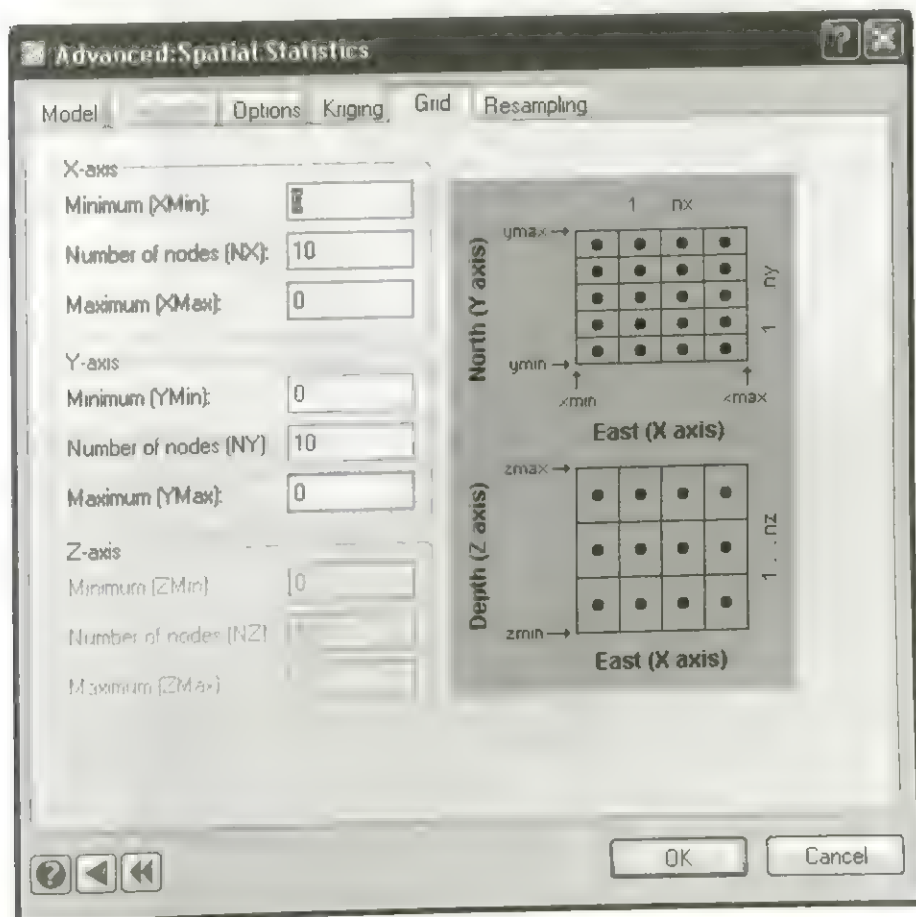 Advanced:Spatial Statistics
Model Options Kriging Grid Resampling
X-axis
Minimum (XMin):
Number of nodes (NX): 10
Maximum (XMax): 0
Y-axis
Minimum (YMin): 0
Number of nodes (NY) 10
Maximum (YMax): 0
Z-axis
Minimum (ZMin) 0
Number of nodes (NZ)
Maximum (ZMax)
1 nx
ymax
North (Y axis)
1 ny
ymin
xmin xmax
East (X axis)
zmax
Depth (Z axis)
1 . . nz
zmin
East (X axis)
OK Cancel